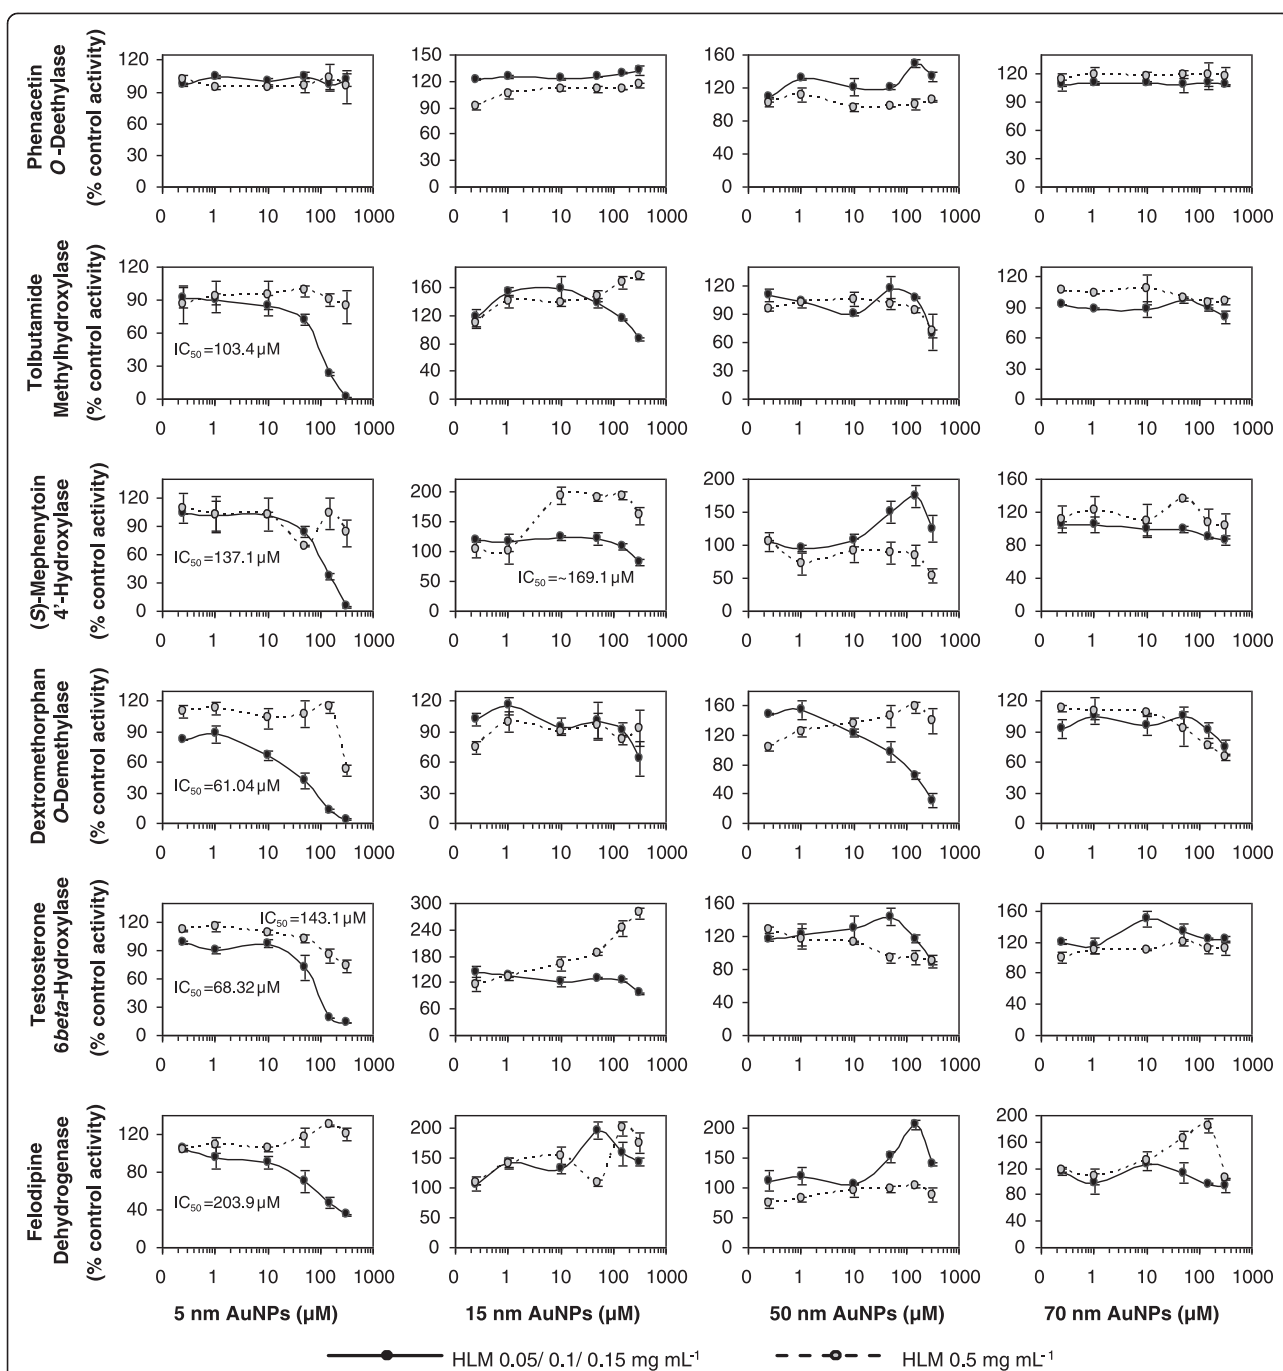 Phenacetin
O -Deethylase
(% control activity)
120
90
60
30
0
0 1 10 100 1000
150
120
90
60
30
0
0 1 10 100 1000
160
120
80
40
0
0 1 10 100 1000
150
120
90
60
30
0
0 1 10 100 1000
Tolbutamide
Methylhydroxylase
(% control activity)
120
90
60
30
0
IC50 =103.4 µM
0 1 10 100 1000
160
120
80
40
0
0 1 10 100 1000
120
90
60
30
0
0 1 10 100 1000
120
90
60
30
0
0 1 10 100 1000
(S)-Mephenytoin
4'-Hydroxylase
(% control activity)
120
90
60
30
0
IC50 =137.1 µM
0 1 10 100 1000
200
150
100
50
0
IC50 =~169.1 µM
0 1 10 100 1000
200
150
100
50
0
0 1 10 100 1000
160
120
80
40
0
0 1 10 100 1000
Dextromethorphan
O-Demethylase
(% control activity)
120
90
60
30
0
IC50 =61.04 µM
0 1 10 100 1000
120
90
60
30
0
0 1 10 100 1000
160
120
80
40
0
0 1 10 100 1000
120
90
60
30
0
0 1 10 100 1000
Testosterone
6beta-Hydroxylase
(% control activity)
120
90
60
30
0
IC50 =143.1 µM
IC50 =68.32 µM
0 1 10 100 1000
300
240
180
120
60
0
0 1 10 100 1000
160
120
80
40
0
0 1 10 100 1000
160
120
80
40
0
0 1 10 100 1000
Felodipine
Dehydrogenase
(% control activity)
120
80
40
0
IC50 =203.9 µM
0 1 10 100 1000
200
150
100
50
0
0 1 10 100 1000
200
150
100
50
0
0 1 10 100 1000
200
160
120
80
40
0
0 1 10 100 1000
5 nm AuNPs (µM) 15 nm AuNPs (µM) 50 nm AuNPs (µM) 70 nm AuNPs (µM)
HLM 0.05/ 0.1/ 0.15 mg mL-1 HLM 0.5 mg mL-1